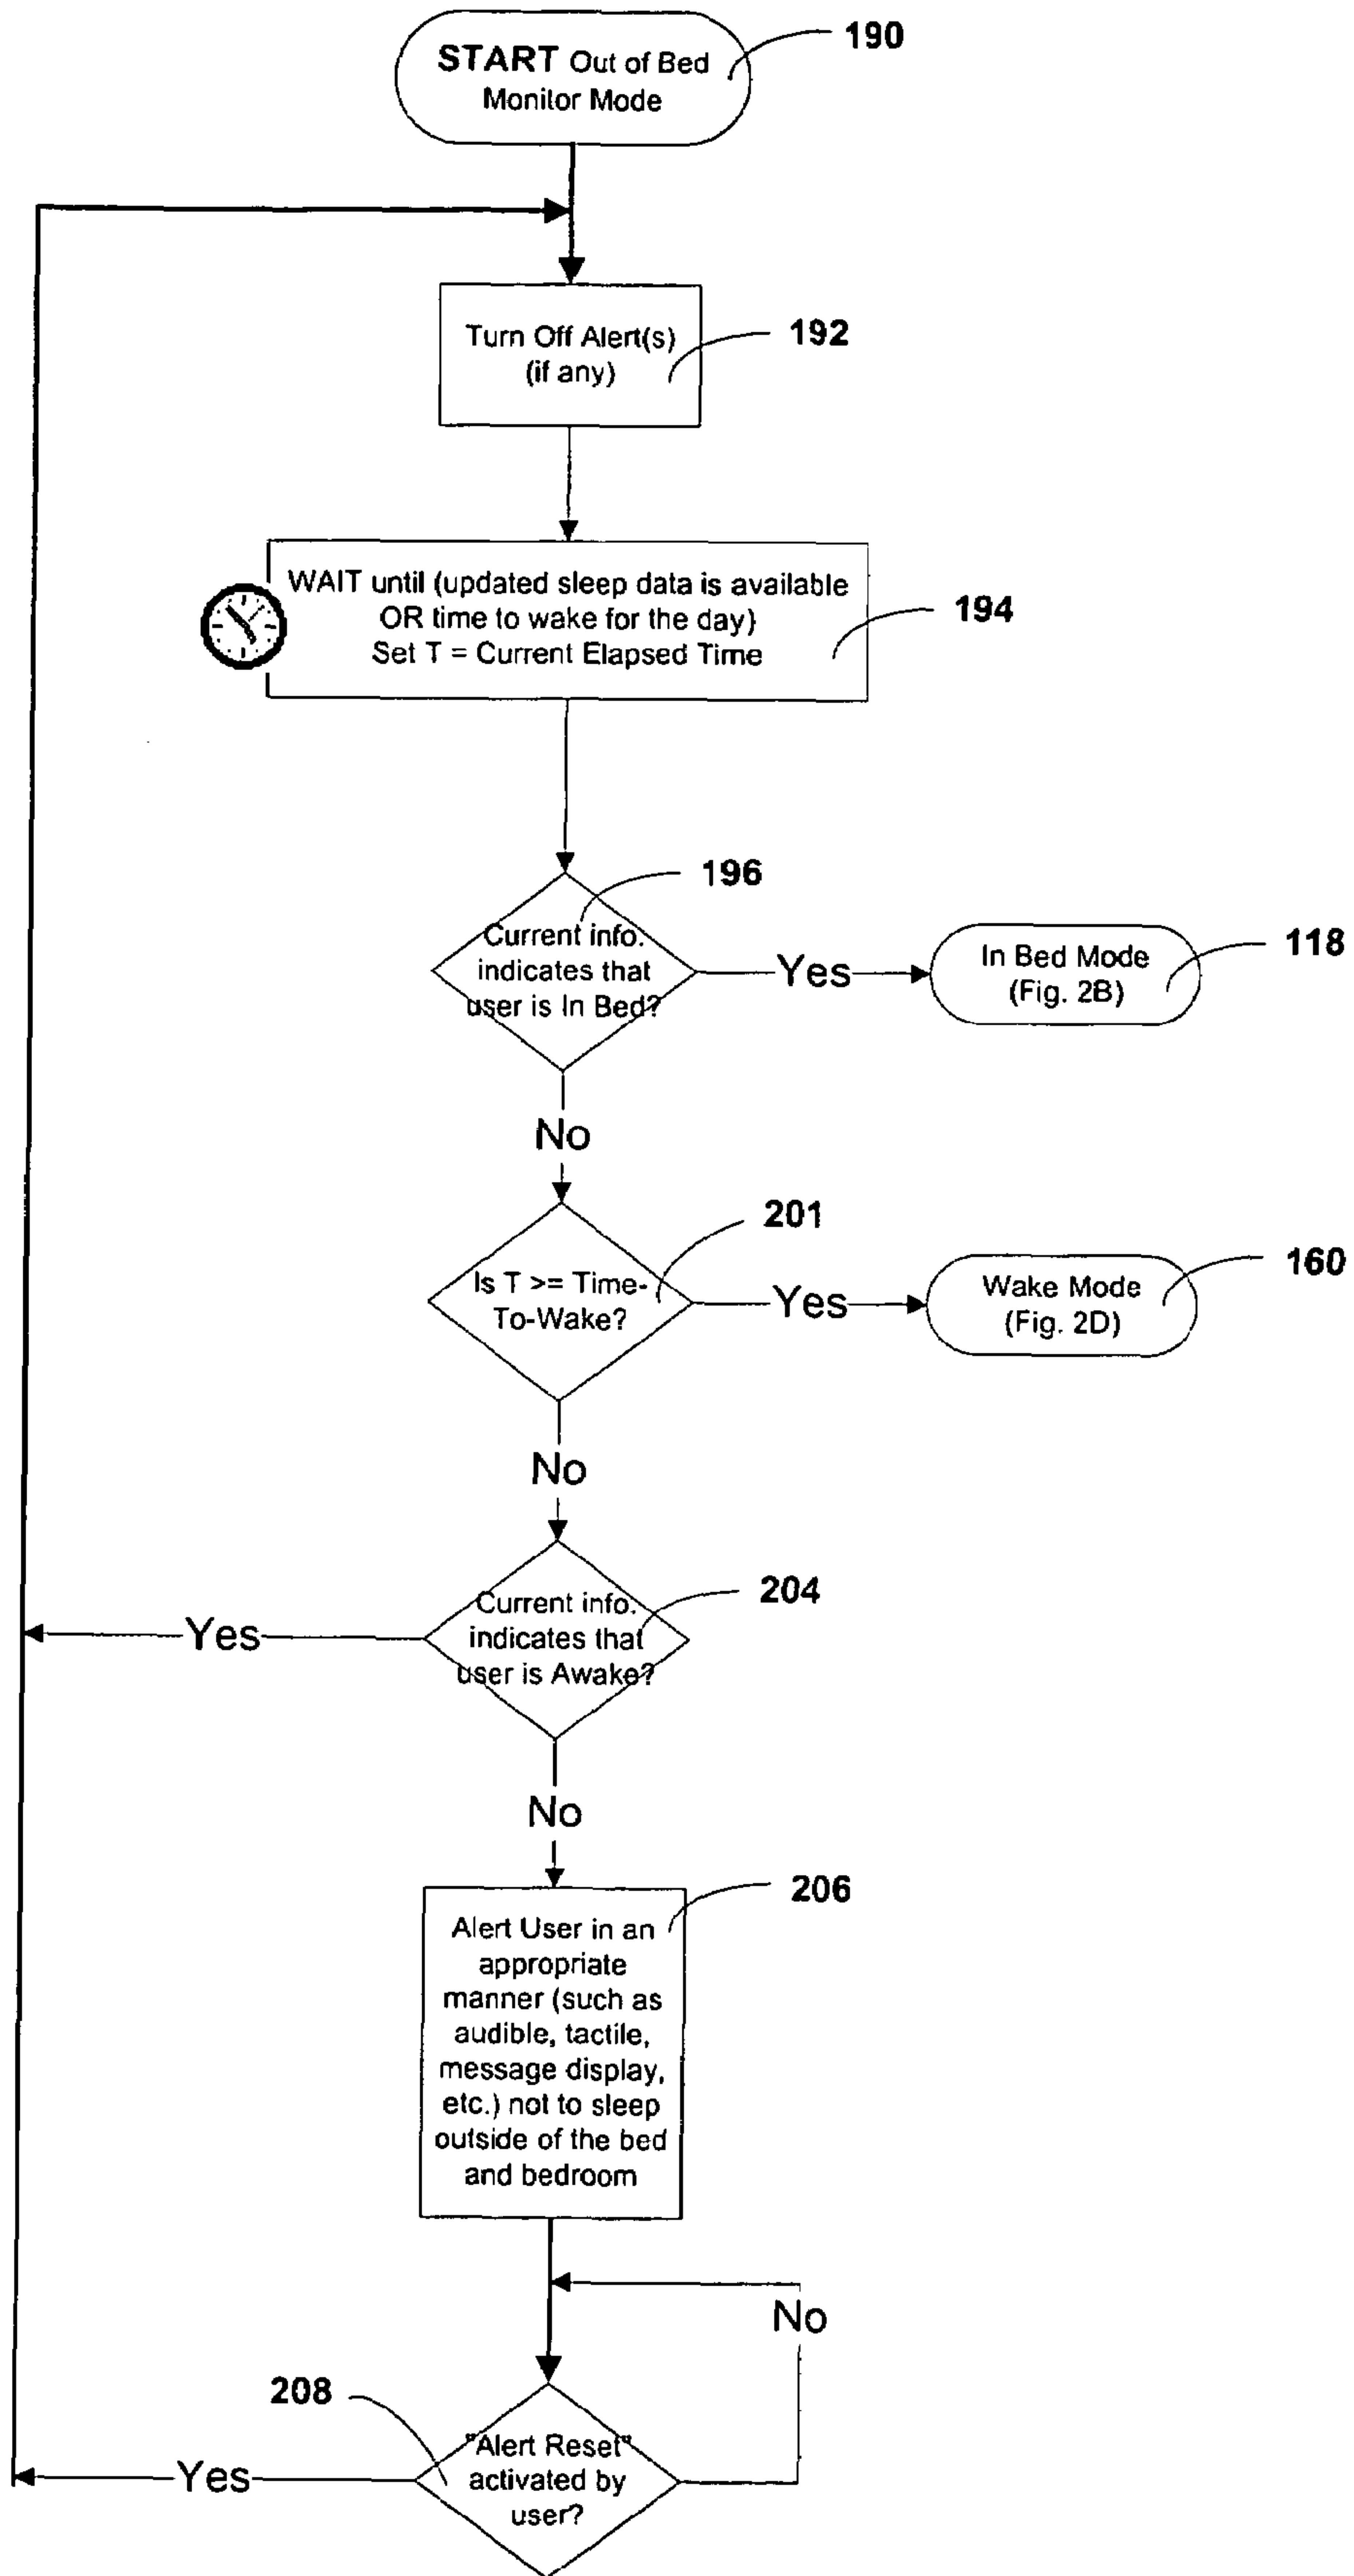 START Out of Bed
Monitor Mode
190
Turn Off Alert(s)
(if any)
192
WAIT until (updated sleep data is available
OR time to wake for the day)
Set T = Current Elapsed Time
194
196
Current info.
indicates that
user is In Bed?
Yes
In Bed Mode
(Fig. 2B)
118
No
201
Is T >= Time-
To-Wake?
Yes
Wake Mode
(Fig. 2D)
160
No
204
Current info.
indicates that
user is Awake?
Yes
No
206
Alert User in an
appropriate
manner (such as
audible, tactile,
message display,
etc.) not to sleep
outside of the bed
and bedroom
No
208
"Alert Reset"
activated by
user?
Yes